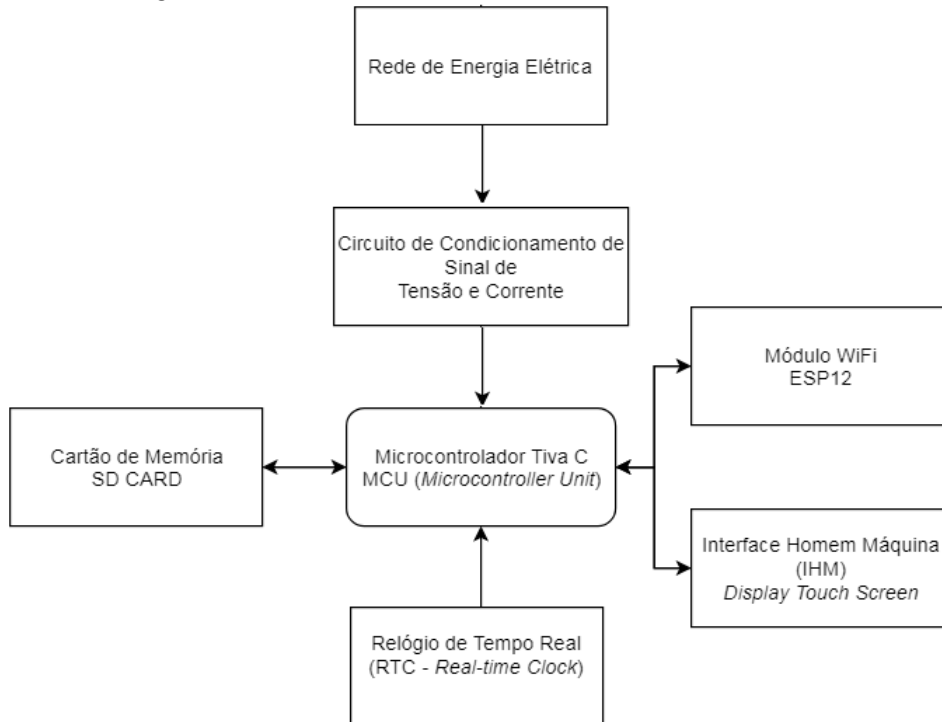 Rede de Energia Elétrica
Circuito de Condicionamento de
Sinal de
Tensão e Corrente
Módulo WiFi
ESP12
Cartão de Memória
SD CARD
Microcontrolador Tiva C
MCU (Microcontroller Unit)
Interface Homem Máquina
(IHM)
Display Touch Screen
Relógio de Tempo Real
(RTC - Real-time Clock)